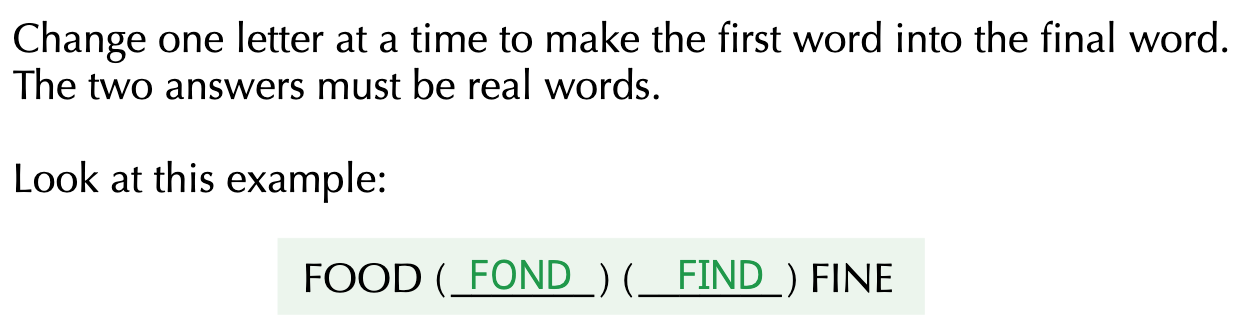 Change one letter at a time to make the first word into the final word.
The two answers must be real words.
Look at this example:
FOOD ( FOND ) ( FIND ) FINE